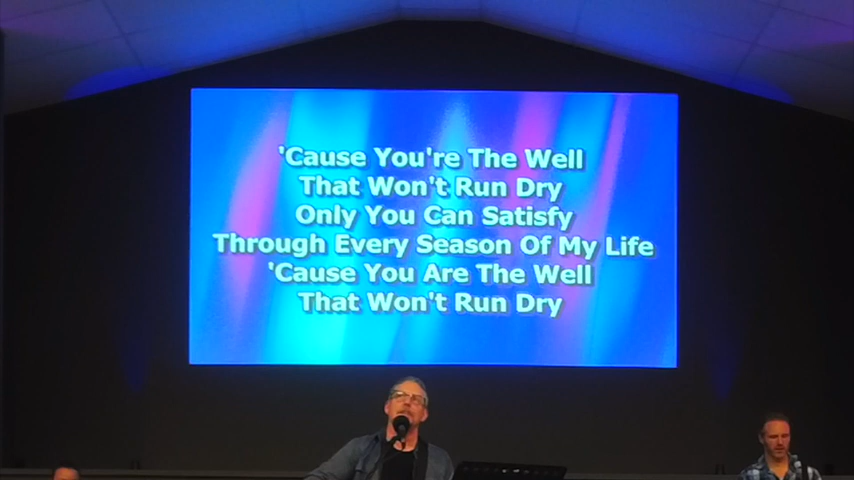 'Cause You're The Well
That Won't Run Dry
Only You Can Satisfy
Through Every Season Of My Life
'Cause You Are The Well
That Won't Run Dry